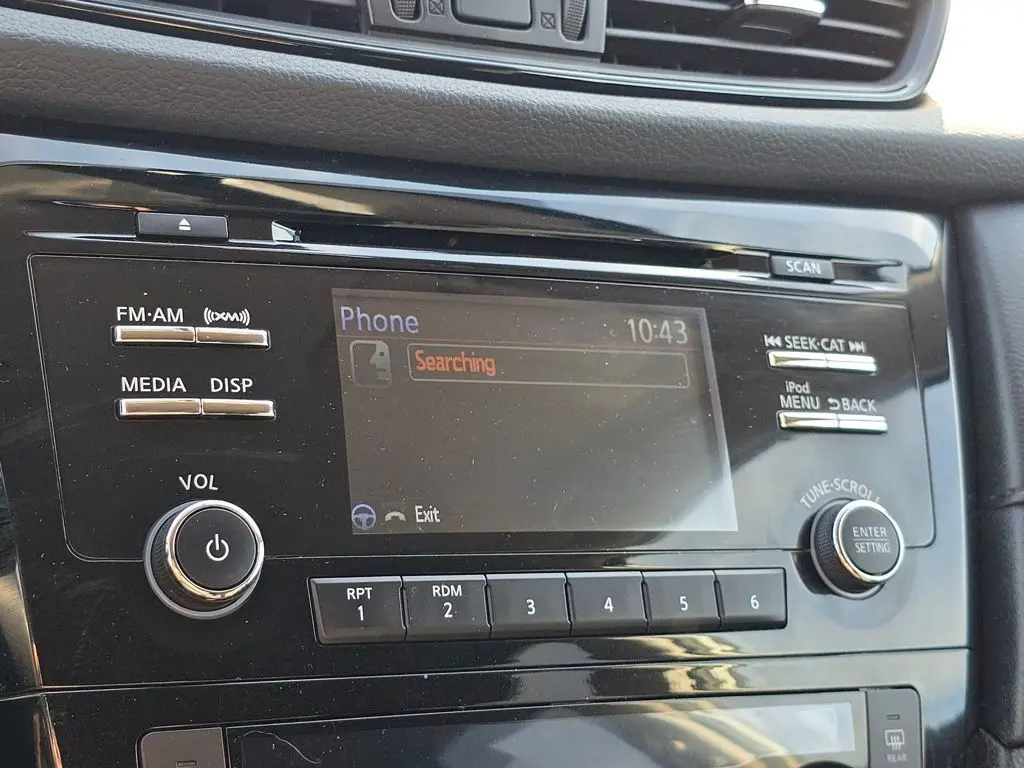 SCAN
FM·AM ((XM))
MEDIA DISP
VOL
Phone 10:43
Searching
Exit
SEEK·CAT
iPod
MENU BACK
TUNE·SCROLL
ENTER
SETTING
RPT
1
RDM
2
3
4
5
6
REAR